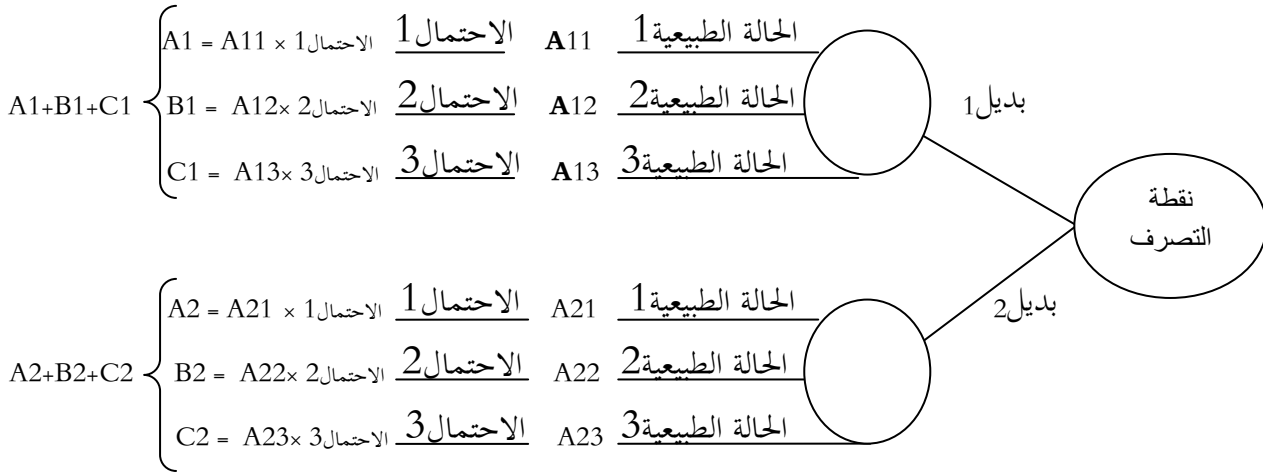 الحالة الطبيعية1 A11 الاحتمال1 A1 = A11 × الاحتمال1
الحالة الطبيعية2 A12 الاحتمال2 B1 = A12× الاحتمال2
الحالة الطبيعية3 A13 الاحتمال3 C1 = A13× الاحتمال3
A1+B1+C1
بديل1
نقطة
التصرف
بديل2
الحالة الطبيعية1 A21 الاحتمال1 A2 = A21 × الاحتمال1
الحالة الطبيعية2 A22 الاحتمال2 B2 = A22× الاحتمال2
الحالة الطبيعية3 A23 الاحتمال3 C2 = A23× الاحتمال3
A2+B2+C2